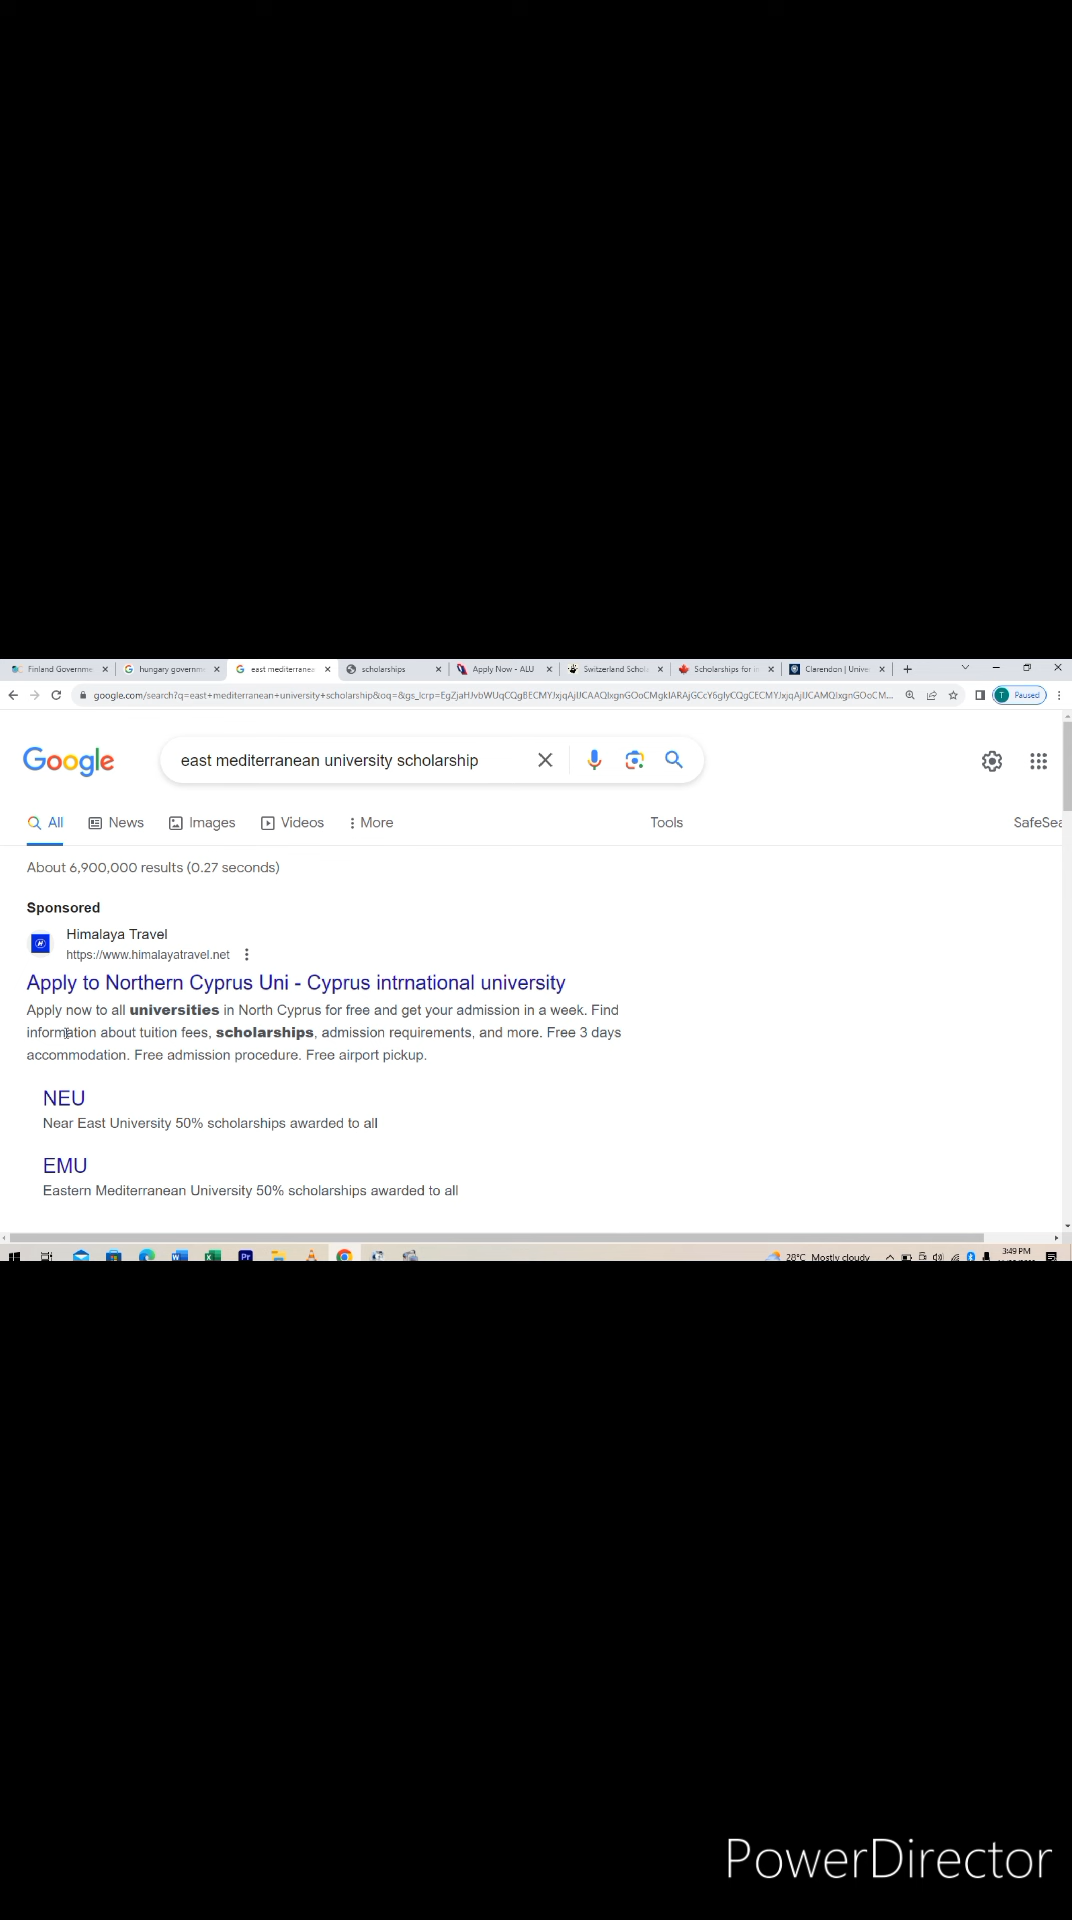 Finland Governme
hungary governm
east mediterranea
scholarships
Apply Now - ALU
Switzerland Schola
Scholarships for i
Clarendon | Univer
Paused
Google
east mediterranean university scholarship
All
News
Images
Videos
More
Tools
SafeSea
About 6,900,000 results (0.27 seconds)
Sponsored
Himalaya Travel
https://www.himalayatravel.net
Apply to Northern Cyprus Uni - Cyprus intrnational university
Apply now to all universities in North Cyprus for free and get your admission in a week. Find
information about tuition fees, scholarships, admission requirements, and more. Free 3 days
accommodation. Free admission procedure. Free airport pickup.
NEU
Near East University 50% scholarships awarded to all
EMU
Eastern Mediterranean University 50% scholarships awarded to all
28°C Mostly cloudy
3:49 PM
PowerDirector